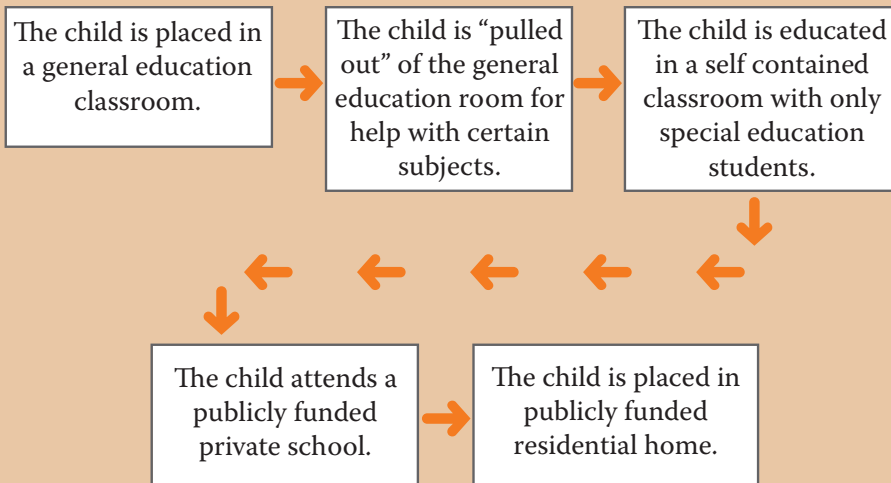 The child is placed in
a general education
classroom.
The child is “pulled
out” of the general
education room for
help with certain
subjects.
The child is educated
in a self contained
classroom with only
special education
students.
The child attends a
publicly funded
private school.
The child is placed in
publicly funded
residential home.